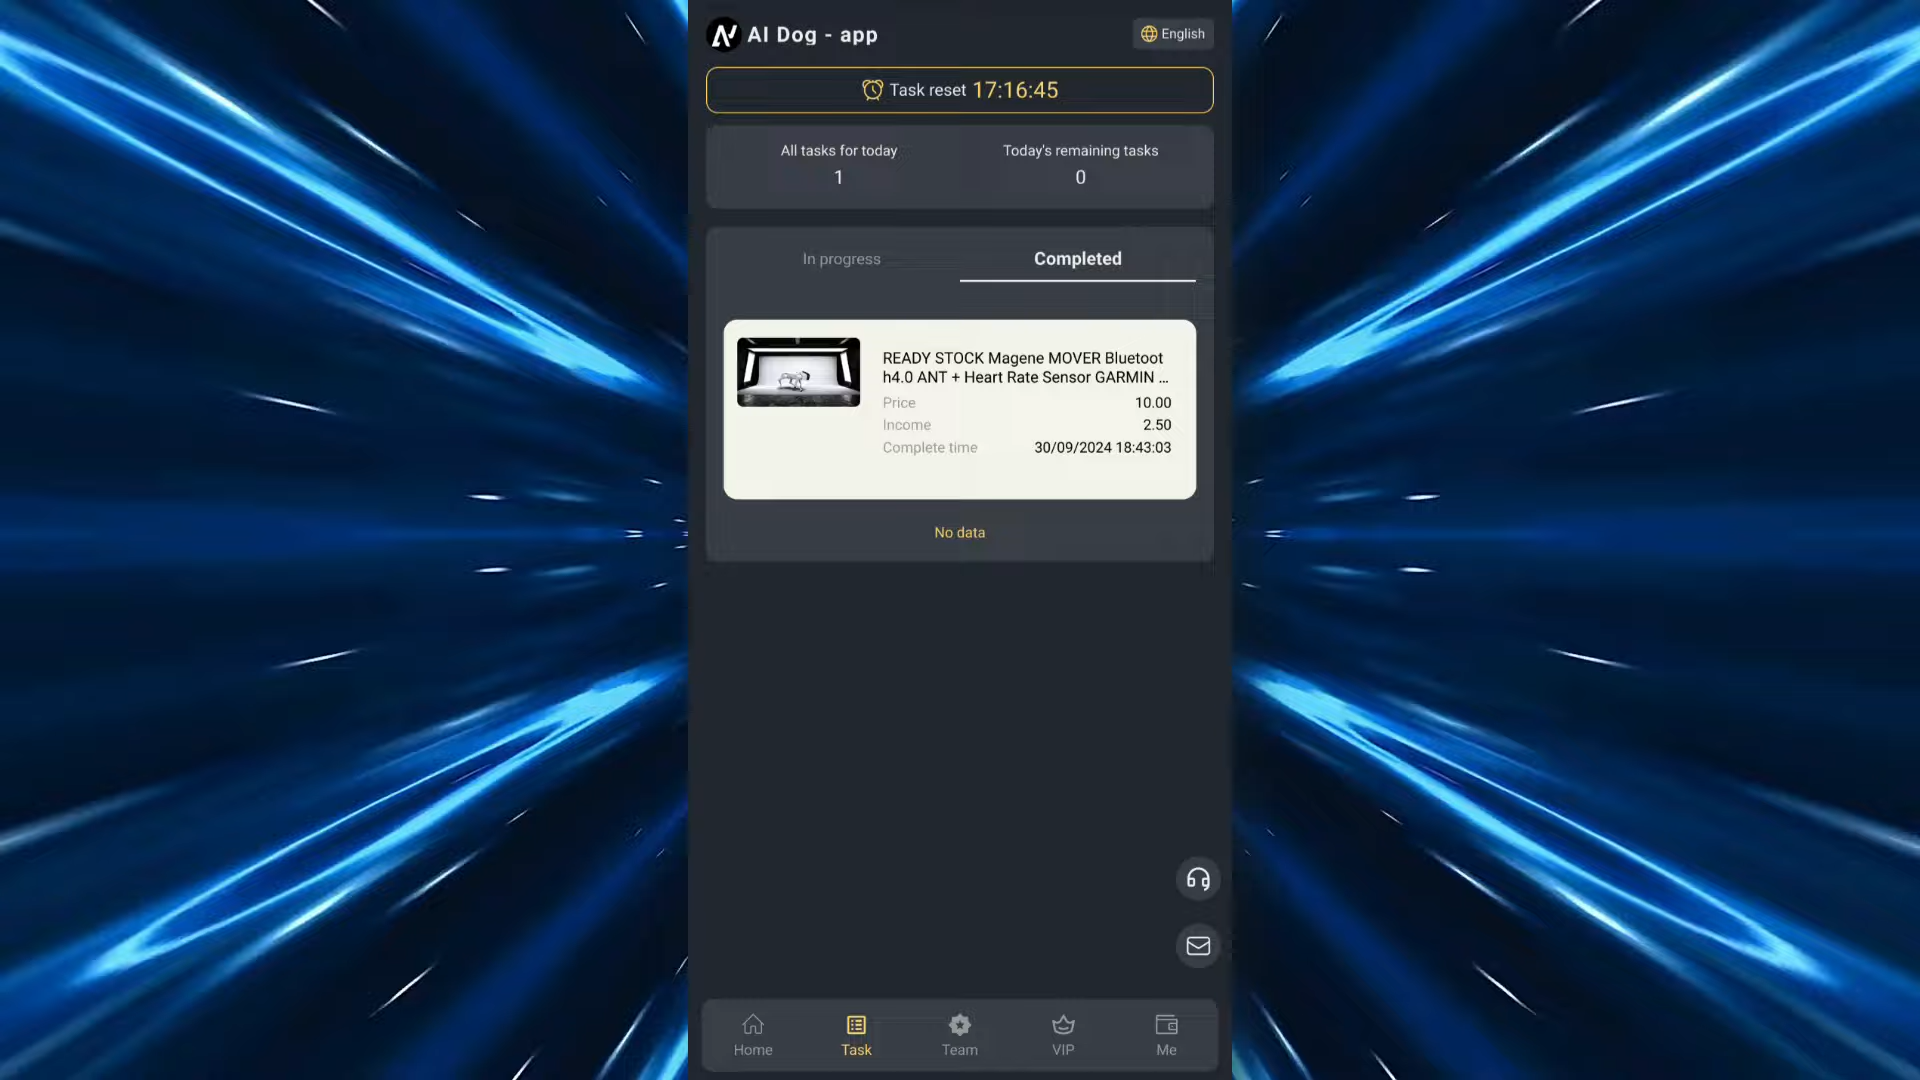 AI Dog - app
English
Task reset 17:16:45
All tasks for today
1
Today's remaining tasks
0
In progress
Completed
READY STOCK Magene MOVER Bluetoot
h4.0 ANT + Heart Rate Sensor GARMIN ...
Price 10.00
Income 2.50
Complete time 30/09/2024 18:43:03
No data
Home
Task
Team
VIP
Me